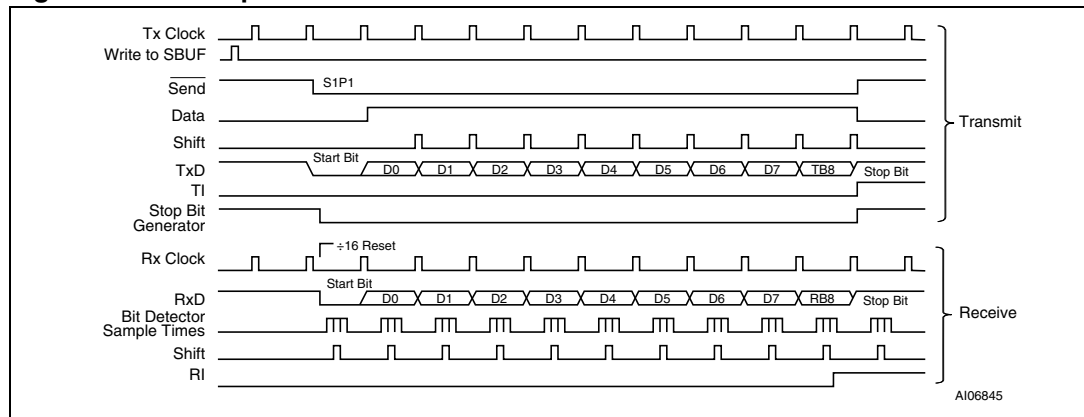 Tx Clock
Write to SBUF
Send
S1P1
Data
Shift
Start Bit
TxD
D0 D1 D2 D3 D4 D5 D6 D7 TB8 Stop Bit
TI
Stop Bit
Generator
Transmit
÷16 Reset
Rx Clock
Start Bit
RxD
D0 D1 D2 D3 D4 D5 D6 D7 RB8 Stop Bit
Bit Detector
Sample Times
Shift
RI
Receive
AI06845